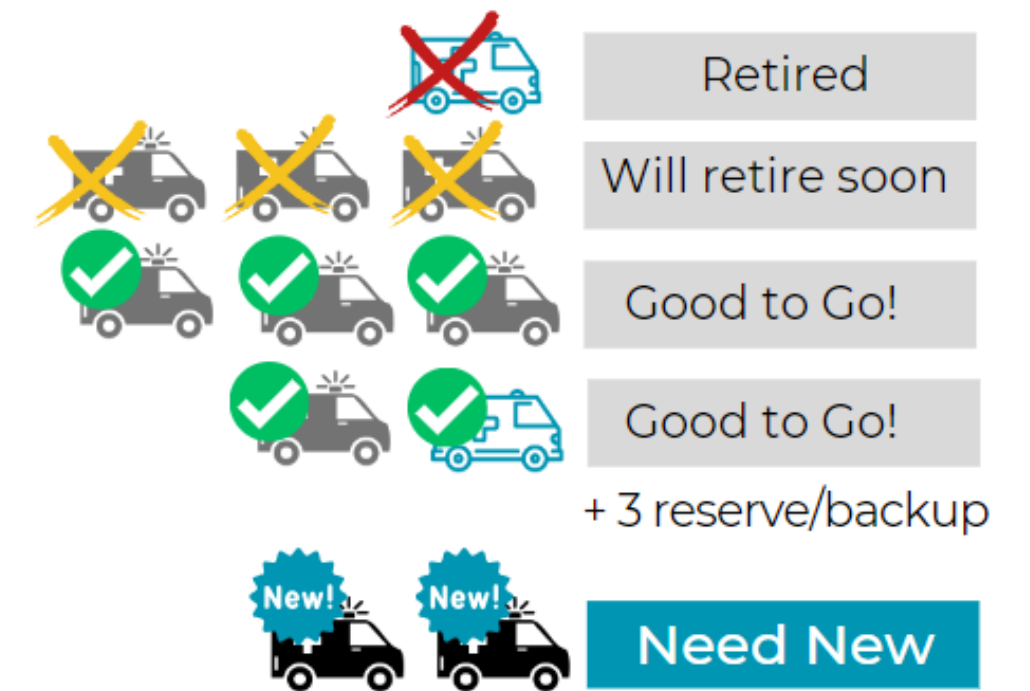 Retired
Will retire soon
Good to Go!
Good to Go!
+ 3 reserve/backup
New!
New!
Need New